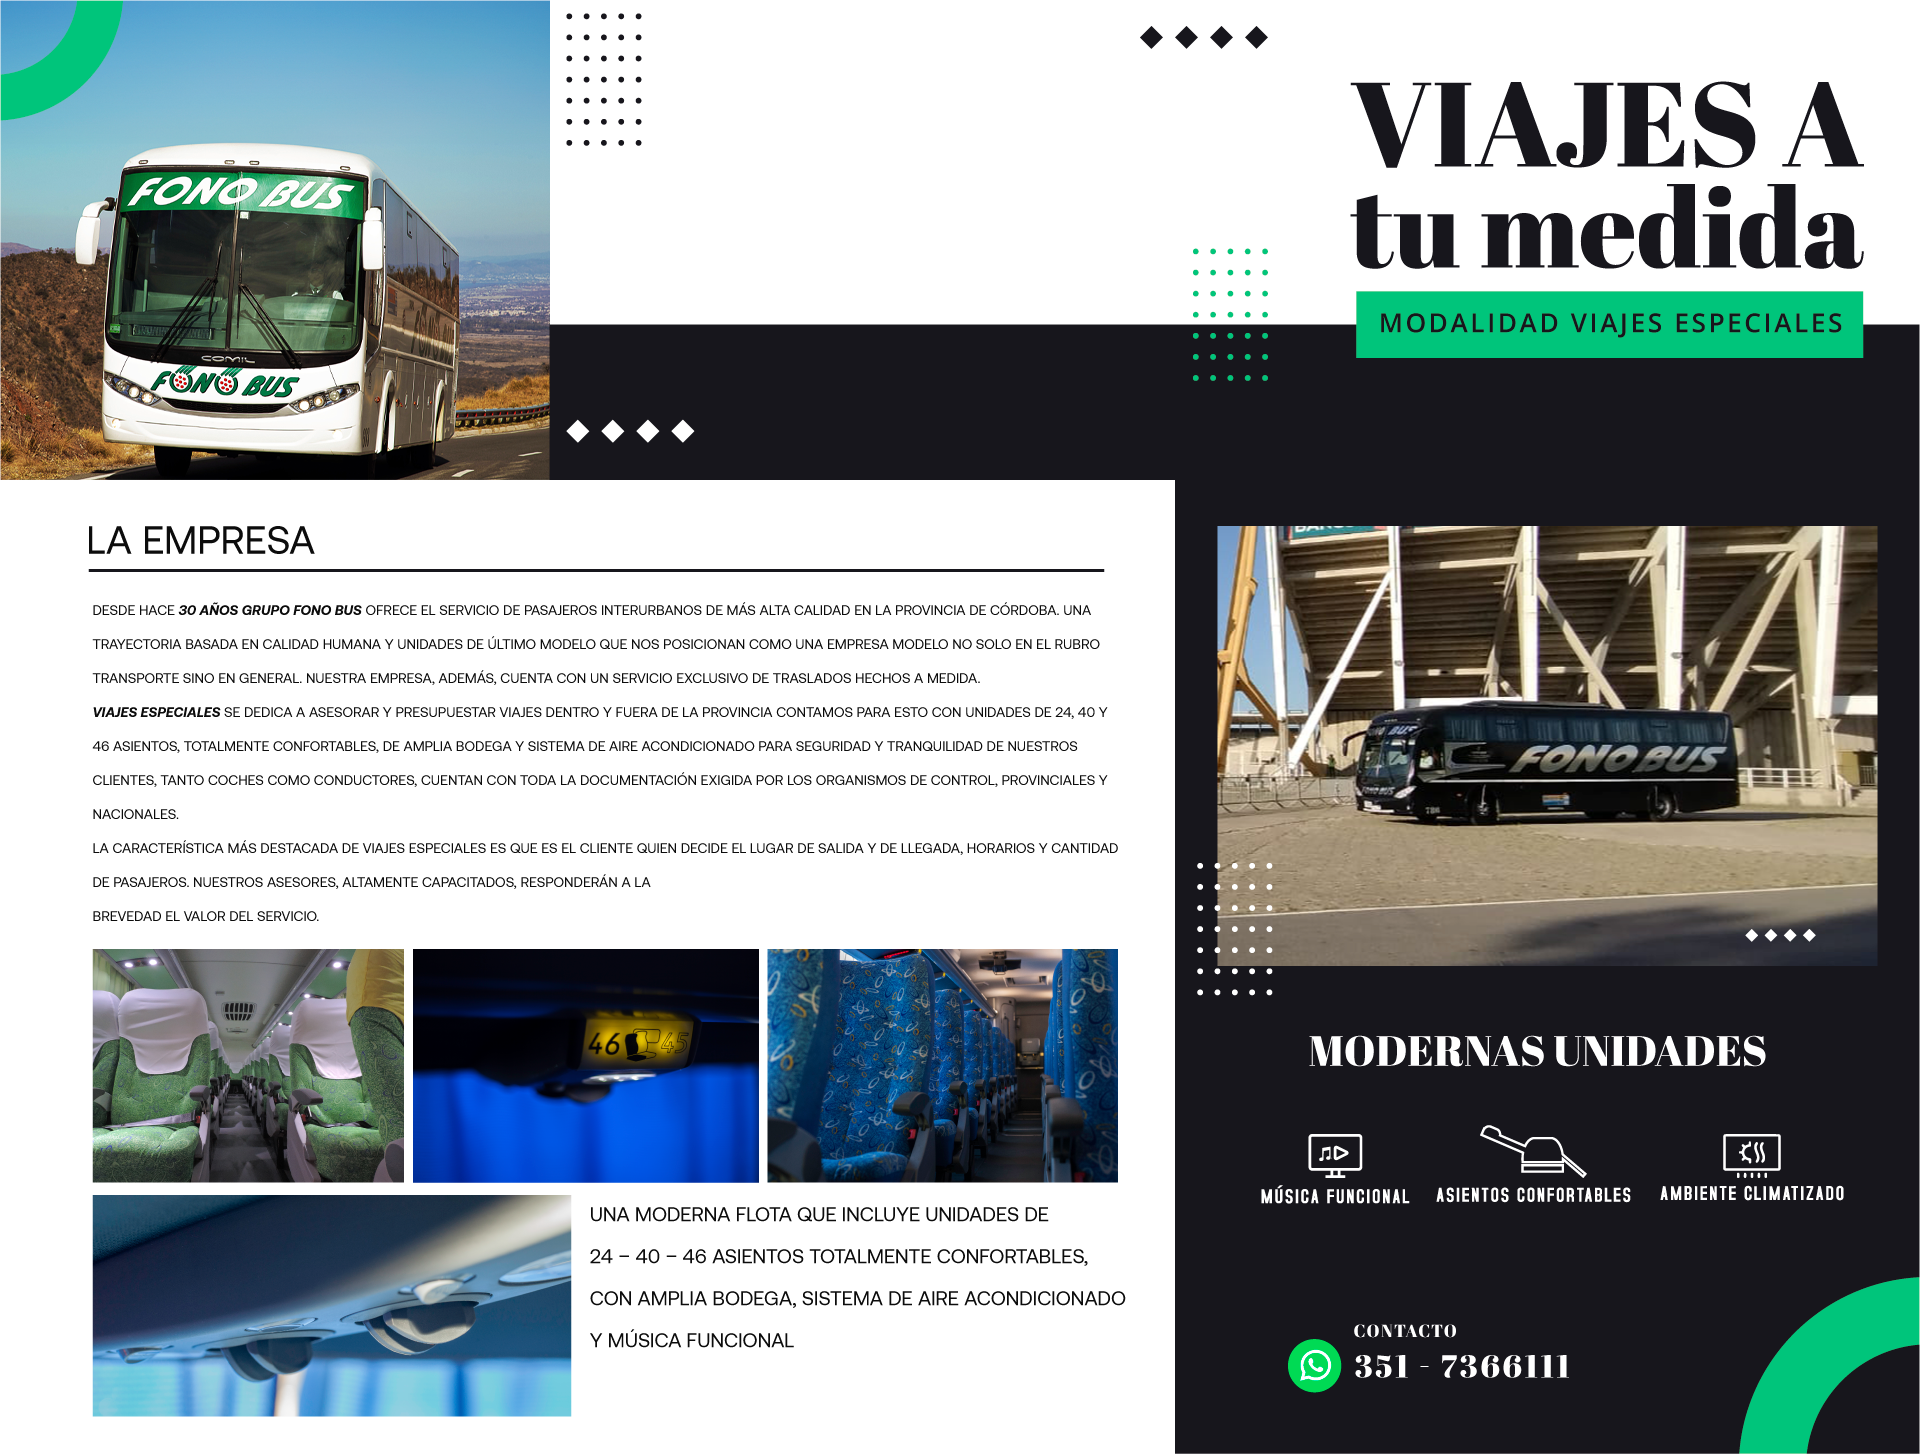 FONO BUS
COMIL
FONO BUS
VIAJES A
tu medida
MODALIDAD VIAJES ESPECIALES
LA EMPRESA
DESDE HACE 30 AÑOS GRUPO FONO BUS OFRECE EL SERVICIO DE PASAJEROS INTERURBANOS DE MÁS ALTA CALIDAD EN LA PROVINCIA DE CÓRDOBA. UNA
TRAYECTORIA BASADA EN CALIDAD HUMANA Y UNIDADES DE ÚLTIMO MODELO QUE NOS POSICIONAN COMO UNA EMPRESA MODELO NO SOLO EN EL RUBRO
TRANSPORTE SINO EN GENERAL. NUESTRA EMPRESA, ADEMÁS, CUENTA CON UN SERVICIO EXCLUSIVO DE TRASLADOS HECHOS A MEDIDA.
VIAJES ESPECIALES SE DEDICA A ASESORAR Y PRESUPUESTAR VIAJES DENTRO Y FUERA DE LA PROVINCIA CONTAMOS PARA ESTO CON UNIDADES DE 24, 40 Y
46 ASIENTOS, TOTALMENTE CONFORTABLES, DE AMPLIA BODEGA Y SISTEMA DE AIRE ACONDICIONADO PARA SEGURIDAD Y TRANQUILIDAD DE NUESTROS
CLIENTES, TANTO COCHES COMO CONDUCTORES, CUENTAN CON TODA LA DOCUMENTACIÓN EXIGIDA POR LOS ORGANISMOS DE CONTROL, PROVINCIALES Y
NACIONALES.
LA CARACTERÍSTICA MÁS DESTACADA DE VIAJES ESPECIALES ES QUE ES EL CLIENTE QUIEN DECIDE EL LUGAR DE SALIDA Y DE LLEGADA, HORARIOS Y CANTIDAD
DE PASAJEROS. NUESTROS ASESORES, ALTAMENTE CAPACITADOS, RESPONDERÁN A LA
BREVEDAD EL VALOR DEL SERVICIO.
46 45
UNA MODERNA FLOTA QUE INCLUYE UNIDADES DE
24 – 40 – 46 ASIENTOS TOTALMENTE CONFORTABLES,
CON AMPLIA BODEGA, SISTEMA DE AIRE ACONDICIONADO
Y MÚSICA FUNCIONAL
BUS
FONO BUS
FONO BUS
MODERNAS UNIDADES
MÚSICA FUNCIONAL
ASIENTOS CONFORTABLES
AMBIENTE CLIMATIZADO
CONTACTO
351 - 7366111